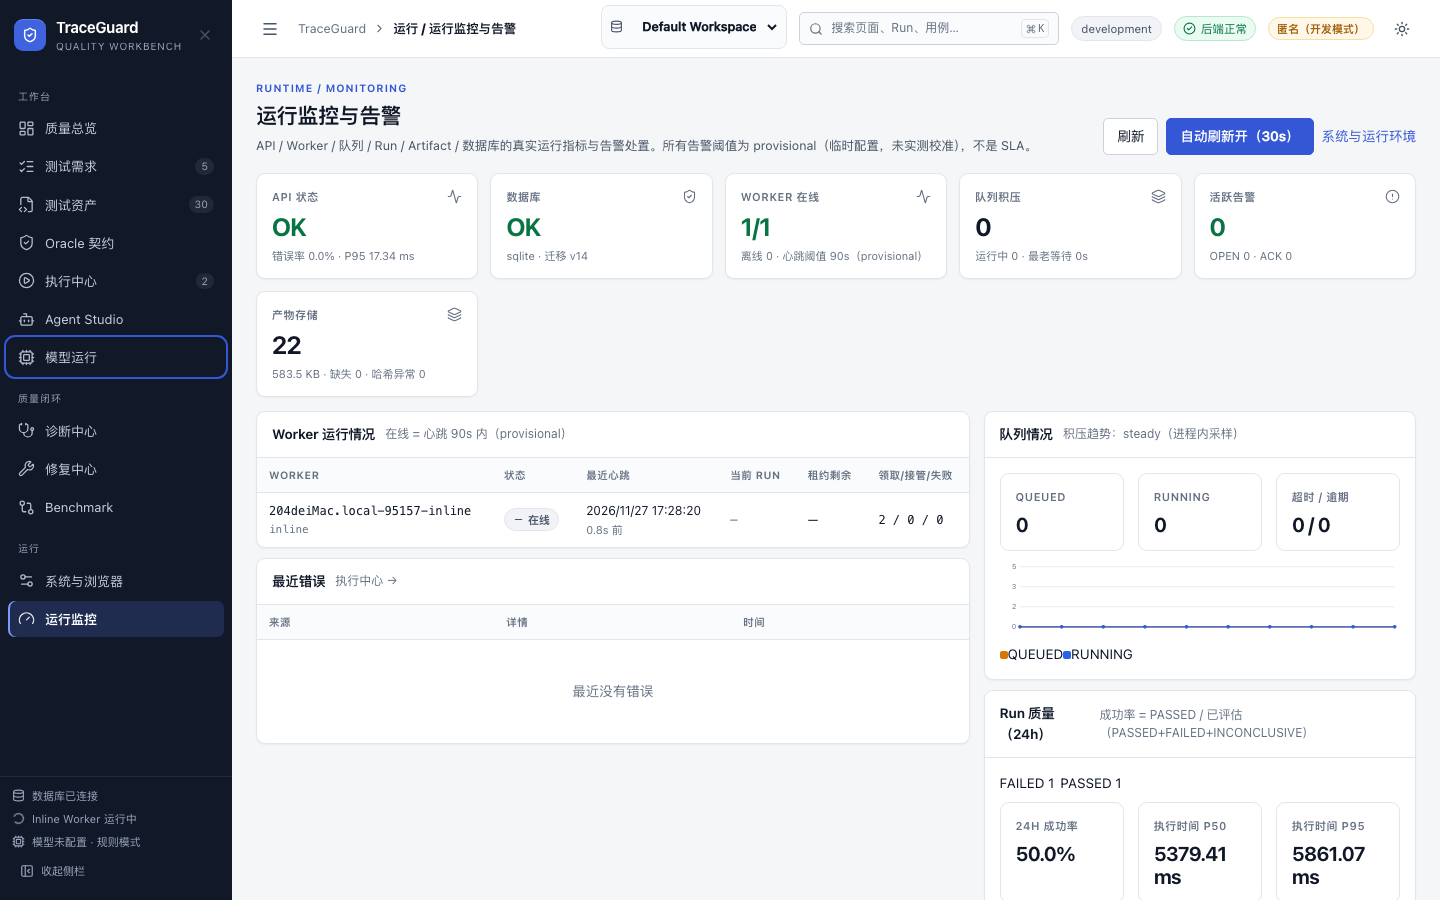 TraceGuard
QUALITY WORKBENCH
工作台
质量总览
测试需求 5
测试资产 30
Oracle 契约
执行中心 2
Agent Studio
模型运行
质量闭环
诊断中心
修复中心
Benchmark
运行
系统与浏览器
运行监控
数据库已连接
Inline Worker 运行中
模型未配置 · 规则模式
收起侧栏
TraceGuard > 运行 / 运行监控与告警
Default Workspace
搜索页面、Run、用例... ⌘ K
development
后端正常
匿名（开发模式）
RUNTIME / MONITORING
运行监控与告警
API / Worker / 队列 / Run / Artifact / 数据库的真实运行指标与告警处置。所有告警阈值为 provisional（临时配置，未实测校准），不是 SLA。
刷新
自动刷新开（30s）
系统与运行环境
API 状态
OK
错误率 0.0% · P95 17.34 ms
数据库
OK
sqlite · 迁移 v14
WORKER 在线
1/1
离线 0 · 心跳阈值 90s（provisional）
队列积压
0
运行中 0 · 最老等待 0s
活跃告警
0
OPEN 0 · ACK 0
产物存储
22
583.5 KB · 缺失 0 · 哈希异常 0
Worker 运行情况 在线 = 心跳 90s 内（provisional）
WORKER 状态 最近心跳 当前 RUN 租约剩余 领取/接管/失败
204deiMac.local-95157-inline — 在线 2026/11/27 17:28:20 — — 2 / 0 / 0
inline 0.8s 前
最近错误 执行中心 →
来源 详情 时间
最近没有错误
队列情况 积压趋势：steady（进程内采样）
QUEUED
0
RUNNING
0
超时 / 逾期
0 / 0
5
3
2
0
QUEUED RUNNING
Run 质量（24h） 成功率 = PASSED / 已评估（PASSED+FAILED+INCONCLUSIVE）
FAILED 1 PASSED 1
24H 成功率
50.0%
执行时间 P50
5379.41 ms
执行时间 P95
5861.07 ms